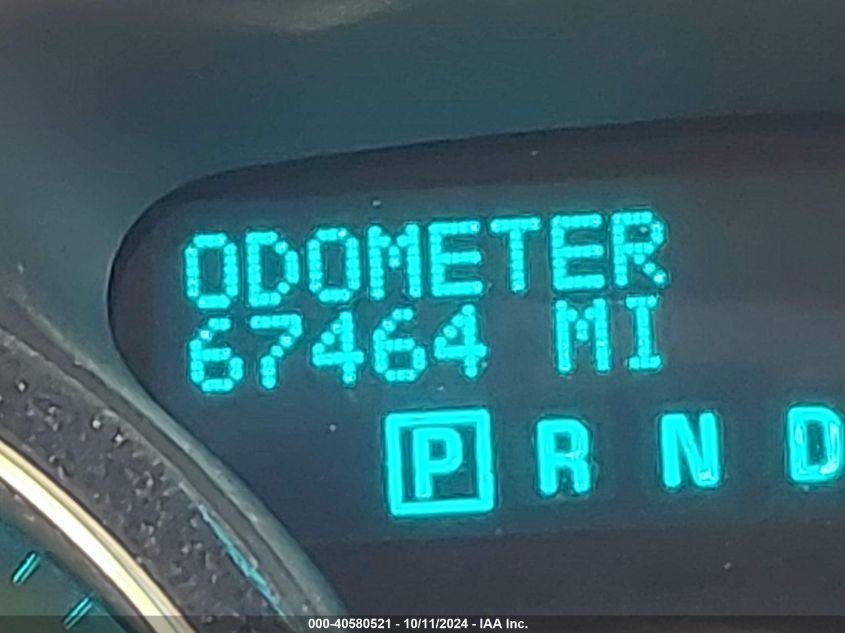 ODOMETER
67464 MI
P R N D
000-40580521 - 10/11/2024 - IAA Inc.